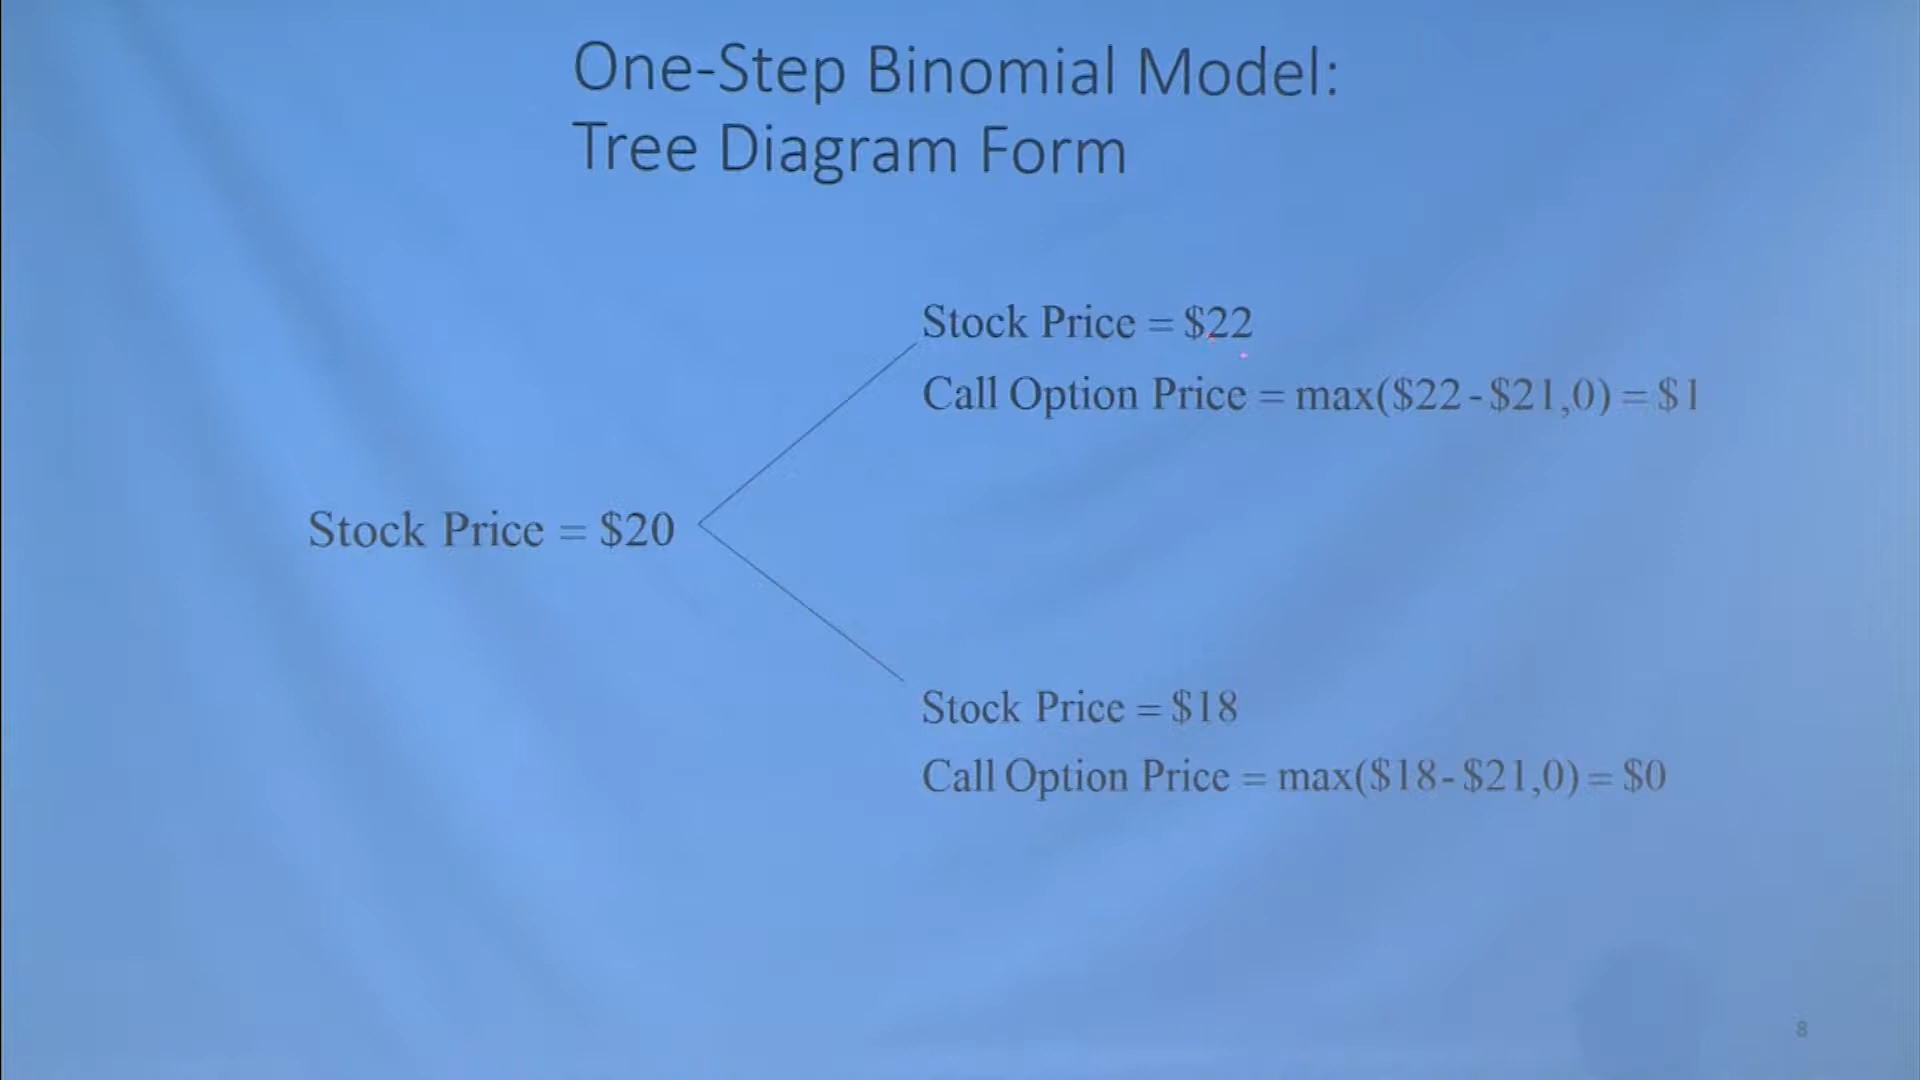 One-Step Binomial Model:
Tree Diagram Form
Stock Price = $22
Call Option Price = max($22-$21,0) = $1
Stock Price = $20
Stock Price = $18
Call Option Price = max($18-$21,0) = $0
8